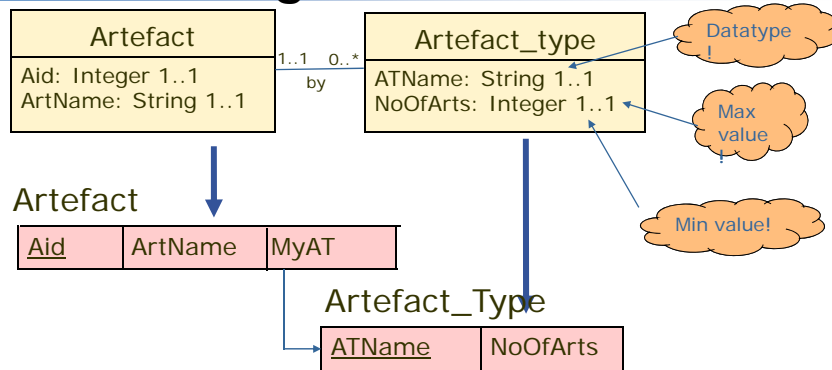 Artefact
Aid: Integer 1..1
ArtName: String 1..1
1..1 0..*
by
Artefact_type
ATName: String 1..1
NoOfArts: Integer 1..1
Datatype
!
Max
value
!
Min value!
Artefact
Aid ArtName MyAT
Artefact_Type
ATName NoOfArts